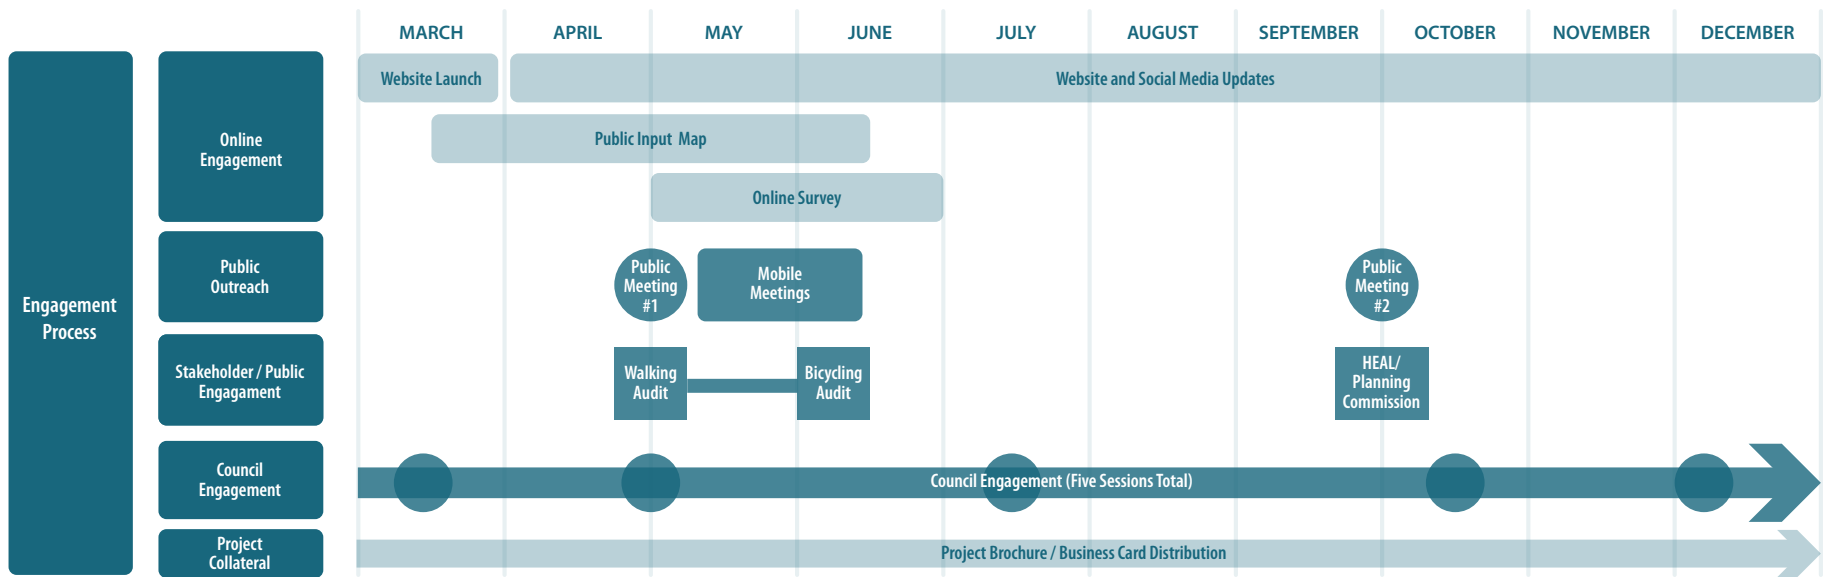 MARCH APRIL MAY JUNE JULY AUGUST SEPTEMBER OCTOBER NOVEMBER DECEMBER
Engagement
Process
Online
Engagement
Website Launch
Website and Social Media Updates
Public Input Map
Online Survey
Public
Outreach
Public
Meeting
#1
Mobile
Meetings
Public
Meeting
#2
Stakeholder / Public
Engagament
Walking
Audit
Bicycling
Audit
HEAL/
Planning
Commission
Council
Engagement
Council Engagement (Five Sessions Total)
Project
Collateral
Project Brochure / Business Card Distribution